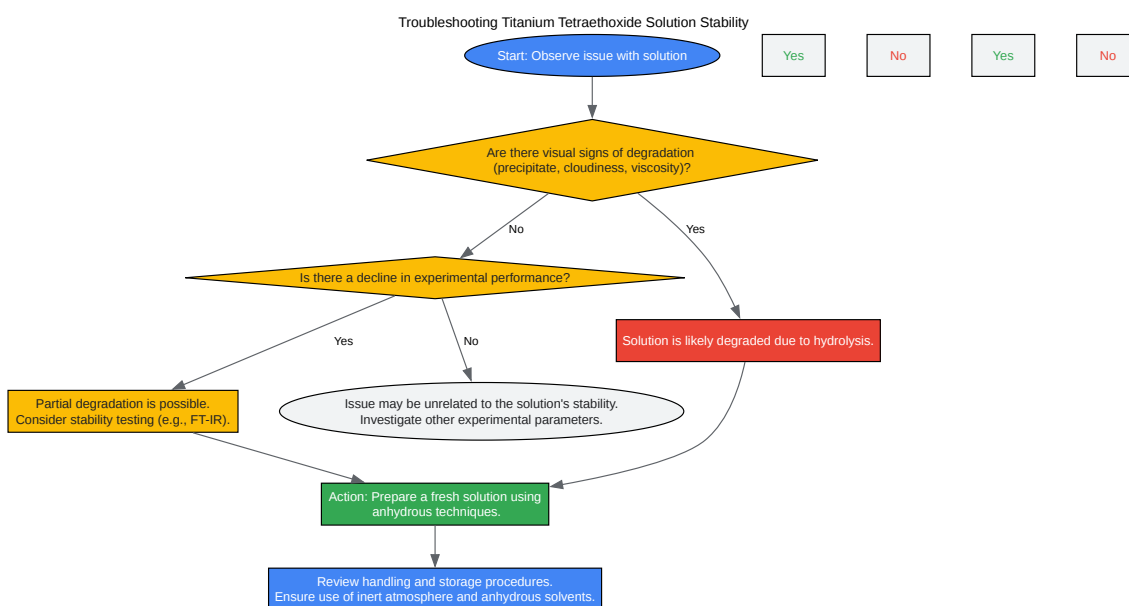 Troubleshooting Titanium Tetraethoxide Solution Stability
Start: Observe issue with solution
Yes
No
Yes
No
Are there visual signs of degradation
(precipitate, cloudiness, viscosity)?
No
Yes
Is there a decline in experimental performance?
Solution is likely degraded due to hydrolysis.
Yes
No
Partial degradation is possible.
Consider stability testing (e.g., FT-IR).
Issue may be unrelated to the solution's stability.
Investigate other experimental parameters.
Action: Prepare a fresh solution using
anhydrous techniques.
Review handling and storage procedures.
Ensure use of inert atmosphere and anhydrous solvents.